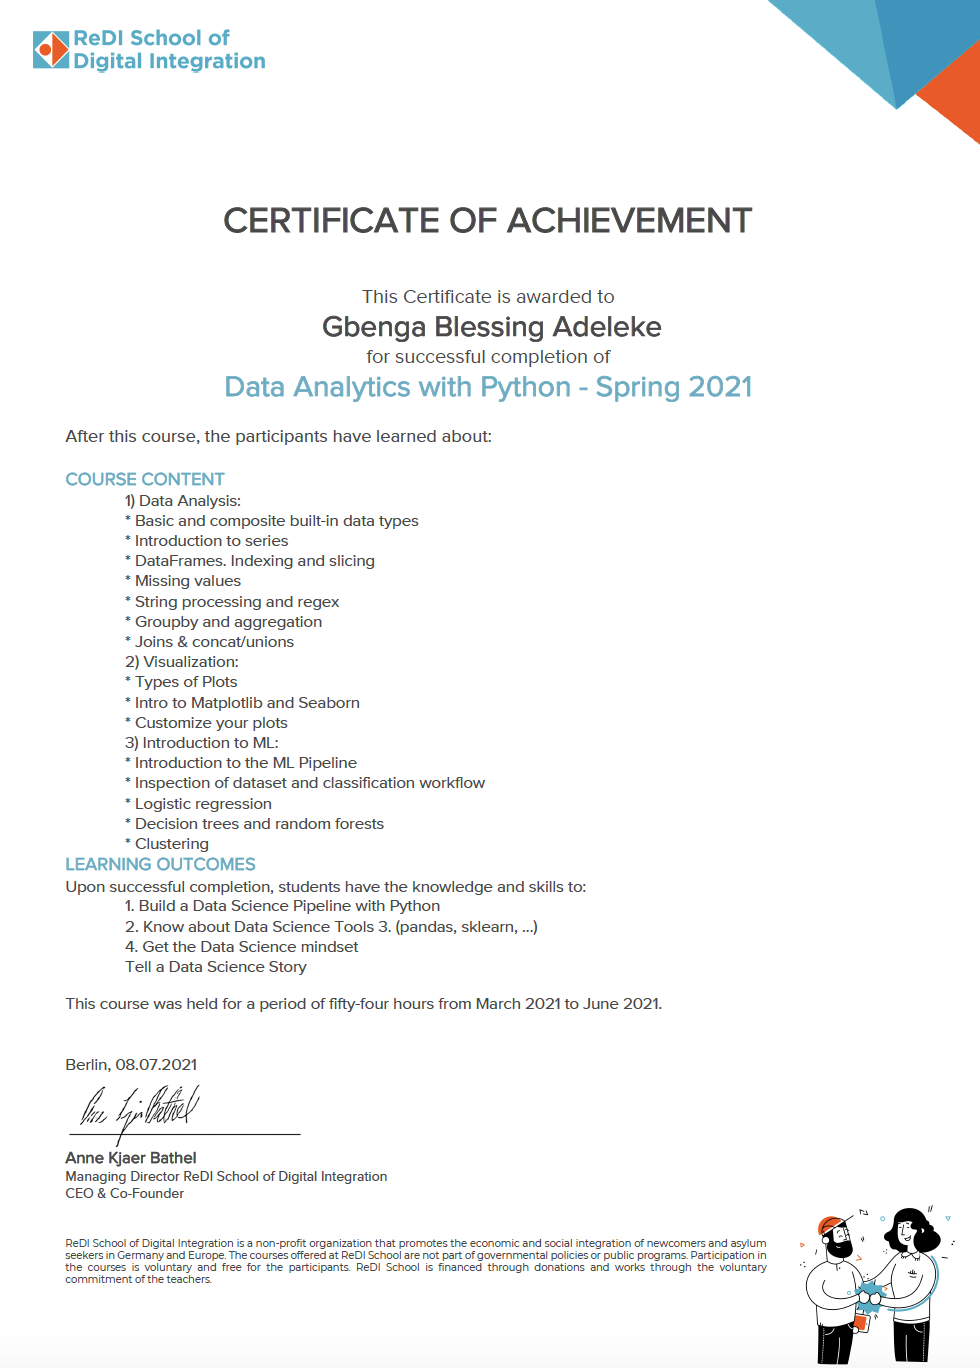 ReDI School of
Digital Integration
CERTIFICATE OF ACHIEVEMENT
This Certificate is awarded to
Gbenga Blessing Adeleke
for successful completion of
Data Analytics with Python - Spring 2021
After this course, the participants have learned about:
COURSE CONTENT
1) Data Analysis:
* Basic and composite built-in data types
* Introduction to series
* DataFrames. Indexing and slicing
* Missing values
* String processing and regex
* Groupby and aggregation
* Joins & concat/unions
2) Visualization:
* Types of Plots
* Intro to Matplotlib and Seaborn
* Customize your plots
3) Introduction to ML:
* Introduction to the ML Pipeline
* Inspection of dataset and classification workflow
* Logistic regression
* Decision trees and random forests
* Clustering
LEARNING OUTCOMES
Upon successful completion, students have the knowledge and skills to:
1. Build a Data Science Pipeline with Python
2. Know about Data Science Tools 3. (pandas, sklearn, ...)
4. Get the Data Science mindset
Tell a Data Science Story
This course was held for a period of fifty-four hours from March 2021 to June 2021.
Berlin, 08.07.2021
Anne Kjaer Bathel
Managing Director ReDI School of Digital Integration
CEO & Co-Founder
ReDI School of Digital Integration is a non-profit organization that promotes the economic and social integration of newcomers and asylum
seekers in Germany and Europe. The courses offered at ReDI School are not part of governmental policies or public programs. Participation in
the courses is voluntary and free for the participants. ReDI School is financed through donations and works through the voluntary
commitment of the teachers.